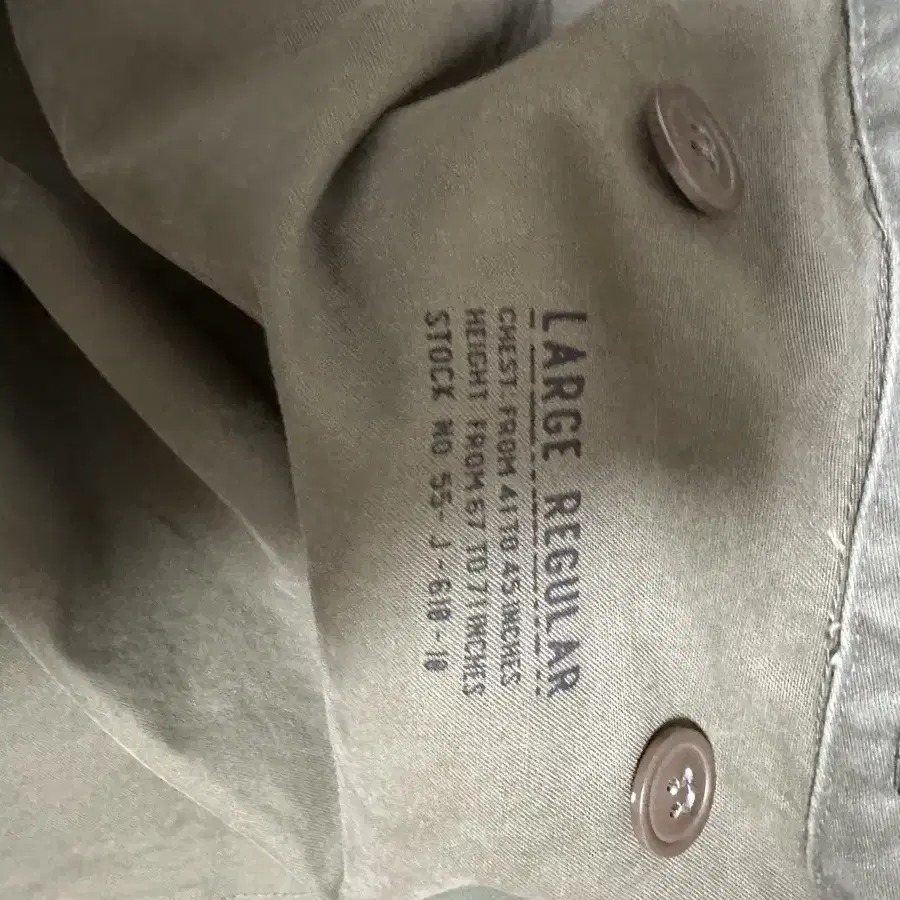 LARGE REGULAR
CHEST-FROM 41 TO 45 INCHES
HEIGHT FROM 67 TO 71 INCHES
STOCK NO 55-J-610-10